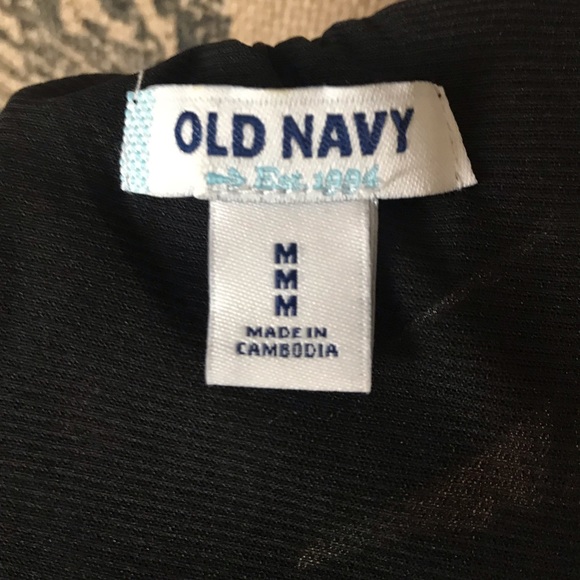 OLD NAVY
Est. 1994
M
M
M
MADE IN
CAMBODIA